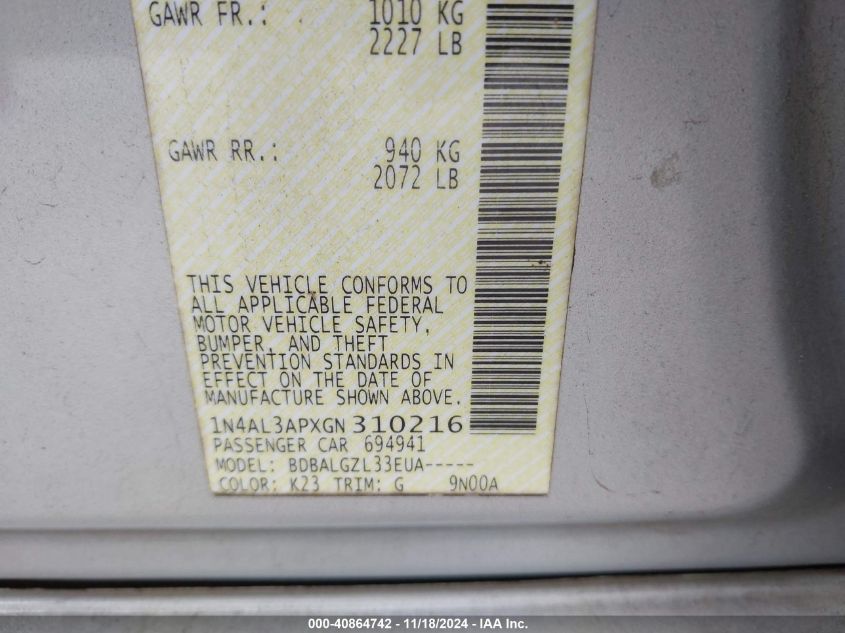 GAWR FR.: 1010 KG
2227 LB
GAWR RR.: 940 KG
2072 LB
THIS VEHICLE CONFORMS TO
ALL APPLICABLE FEDERAL
MOTOR VEHICLE SAFETY,
BUMPER, AND THEFT
PREVENTION STANDARDS IN
EFFECT ON THE DATE OF
MANUFACTURE SHOWN ABOVE.
1N4AL3APXGN310216
PASSENGER CAR 694941
MODEL: BDBALGZL33EUA-----
COLOR: K23 TRIM: G 9N00A
000-40864742 - 11/18/2024 - IAA Inc.